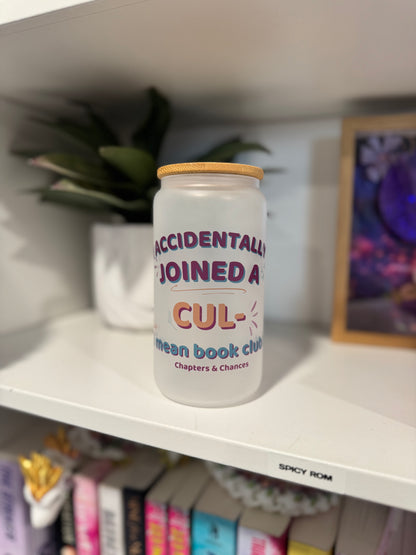 ACCIDENTALLY
JOINED A
CUL-
mean book club
Chapters & Chances
SPICY ROM